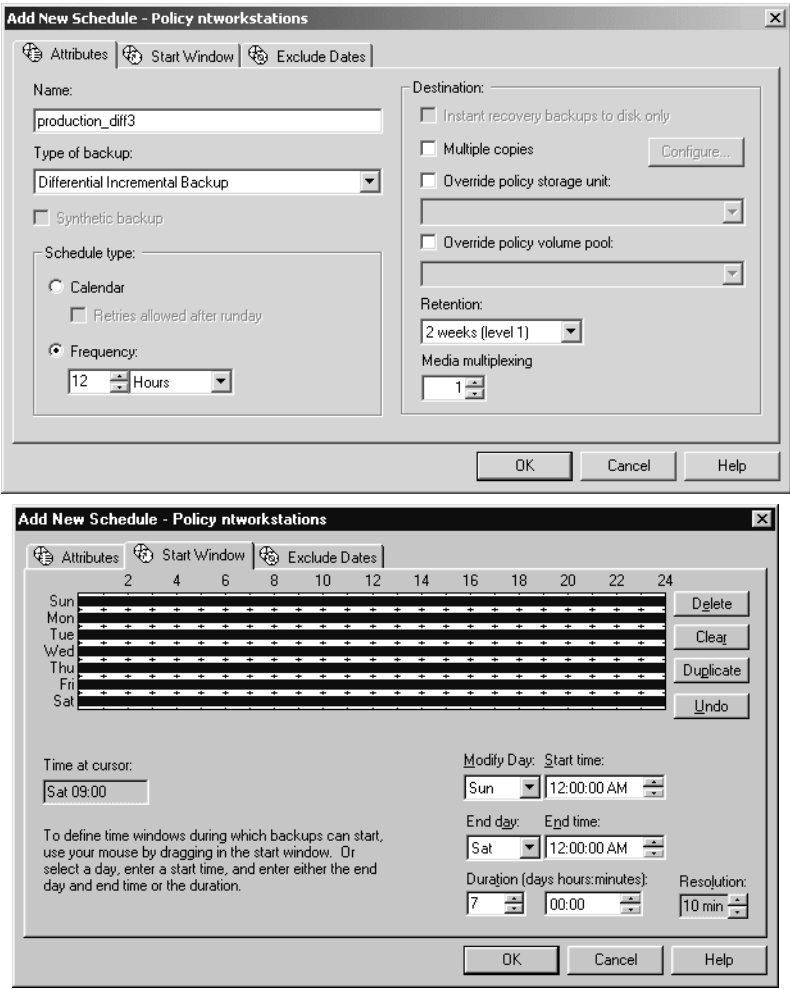 Add New Schedule - Policy ntworkstations
Attributes Start Window Exclude Dates
Name:
production_diff3
Type of backup:
Differential Incremental Backup
Synthetic backup
Schedule type:
Calendar
Retries allowed after runday
Frequency:
12 Hours
Destination:
Instant recovery backups to disk only
Multiple copies Configure...
Override policy storage unit:
Override policy volume pool:
Retention:
2 weeks (level 1)
Media multiplexing
1
OK Cancel Help
Add New Schedule - Policy ntworkstations
Attributes Start Window Exclude Dates
2 4 6 8 10 12 14 16 18 20 22 24
Sun
Mon
Tue
Wed
Thu
Fri
Sat
Delete
Clear
Duplicate
Undo
Time at cursor:
Sat 09:00
To define time windows during which backups can start,
use your mouse by dragging in the start window. Or
select a day, enter a start time, and enter either the end
day and end time or the duration.
Modify Day: Start time:
Sun 12:00:00 AM
End day: End time:
Sat 12:00:00 AM
Duration (days hours:minutes): Resolution:
7 00:00 10 min
OK Cancel Help